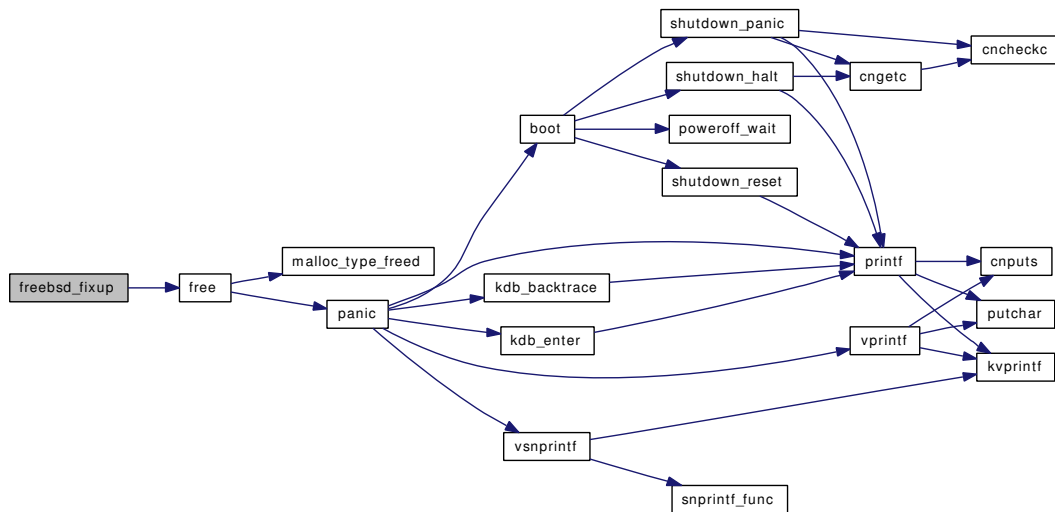 shutdown_panic
cncheckc
shutdown_halt
cngetc
boot
poweroff_wait
shutdown_reset
malloc_type_freed
printf
cnputs
freebsd_fixup
free
kdb_backtrace
panic
putchar
kdb_enter
vprintf
kvprintf
vsnprintf
snprintf_func